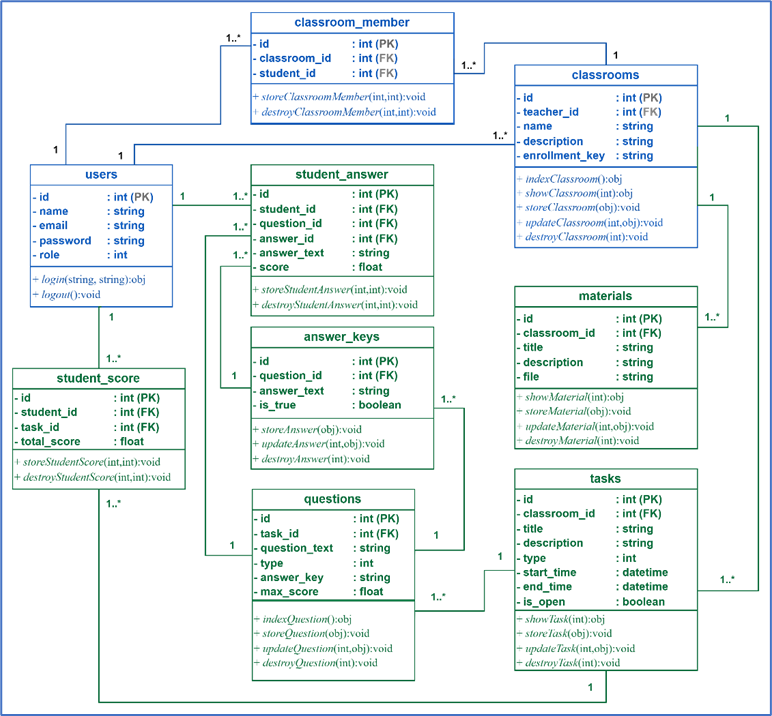 classroom_member
- id : int (PK)
- classroom_id : int (FK)
- student_id : int (FK)
+ storeClassroomMember(int,int):void
+ destroyClassroomMember(int,int):void
1..*
1..*
1
1
1
1..*
classrooms
- id : int (PK)
- teacher_id : int (FK)
- name : string
- description : string
- enrollment_key : string
+ indexClassroom():obj
+ showClassroom(int):obj
+ storeClassroom(obj):void
+ updateClassroom(int,obj):void
+ destroyClassroom(int):void
1
1
users
- id : int (PK)
- name : string
- email : string
- password : string
- role : int
+ login(string, string):obj
+ logout():void
1
1..*
1..*
1..*
student_answer
- id : int (PK)
- student_id : int (FK)
- question_id : int (FK)
- answer_id : int (FK)
- answer_text : string
- score : float
+ storeStudentAnswer(int,int):void
+ destroyStudentAnswer(int,int):void
materials
- id : int (PK)
- classroom_id : int (FK)
- title : string
- description : string
- file : string
+ showMaterial(int):obj
+ storeMaterial(obj):void
+ updateMaterial(int,obj):void
+ destroyMaterial(int):void
1..*
1
1..*
answer_keys
- id : int (PK)
- question_id : int (FK)
- answer_text : string
- is_true : boolean
+ storeAnswer(obj):void
+ updateAnswer(int,obj):void
+ destroyAnswer(int):void
1
1..*
student_score
- id : int (PK)
- student_id : int (FK)
- task_id : int (FK)
- total_score : float
+ storeStudentScore(int,int):void
+ destroyStudentScore(int,int):void
1..*
questions
- id : int (PK)
- task_id : int (FK)
- question_text : string
- type : int
- answer_key : string
- max_score : float
+ indexQuestion():obj
+ storeQuestion(obj):void
+ updateQuestion(int,obj):void
+ destroyQuestion(int):void
1
1
1
1..*
tasks
- id : int (PK)
- classroom_id : int (FK)
- title : string
- description : string
- type : int
- start_time : datetime
- end_time : datetime
- is_open : boolean
+ showTask(int):obj
+ storeTask(obj):void
+ updateTask(int,obj):void
+ destroyTask(int):void
1..*
1